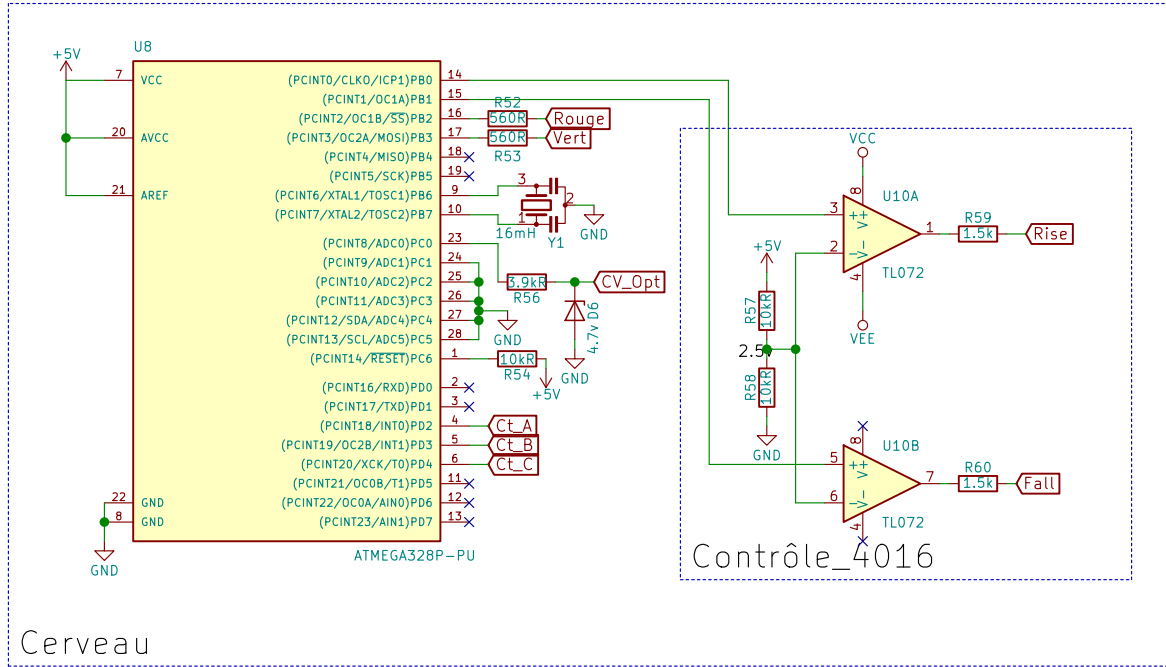 U8
+5V
7 VCC
20 AVCC
21 AREF
22 GND
8 GND
GND
(PCINT0/CLKO/ICP1)PB0 14
(PCINT1/OC1A)PB1 15
(PCINT2/OC1B/SS)PB2 16
(PCINT3/OC2A/MOSI)PB3 17
(PCINT4/MISO)PB4 18
(PCINT5/SCK)PB5 19
(PCINT6/XTAL1/TOSC1)PB6 9
(PCINT7/XTAL2/TOSC2)PB7 10
(PCINT8/ADC0)PC0 23
(PCINT9/ADC1)PC1 24
(PCINT10/ADC2)PC2 25
(PCINT11/ADC3)PC3 26
(PCINT12/SDA/ADC4)PC4 27
(PCINT13/SCL/ADC5)PC5 28
(PCINT14/RESET)PC6 1
(PCINT16/RXD)PD0 2
(PCINT17/TXD)PD1 3
(PCINT18/INT0)PD2 4
(PCINT19/OC2B/INT1)PD3 5
(PCINT20/XCK/T0)PD4 6
(PCINT21/OC0B/T1)PD5 11
(PCINT22/OC0A/AIN0)PD6 12
(PCINT23/AIN1)PD7 13
ATMEGA328P-PU
R52
560R Rouge
560R Vert
R53
3
2
1
16mH Y1
GND
3.9kR CV_Opt
R56
4.7v D6
GND
GND
10kR
R54
+5V
Ct_A
Ct_B
Ct_C
VCC
8
U10A
3 + V+
2 - V-
1
4
TL072
VEE
R59
1.5k Rise
+5V
R57 10kR
2.5v
R58 10kR
GND
8
U10B
5 + V+
6 - V-
7
4
TL072
R60
1.5k Fall
Contrôle_4016
Cerveau